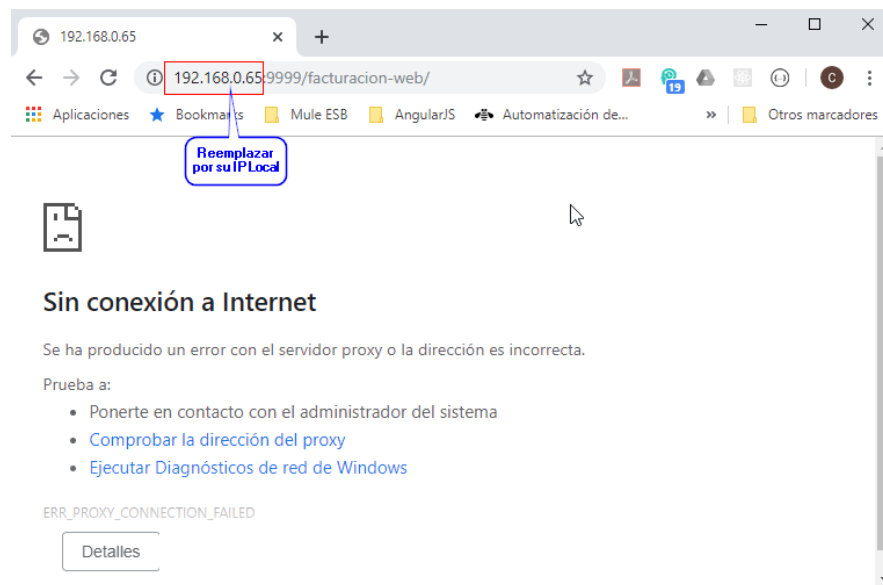 192.168.0.65
192.168.0.65:9999/facturacion-web/
19
C
Aplicaciones Bookmarks Mule ESB AngularJS Automatización de... » Otros marcadores
Reemplazar
por su IP Local
Sin conexión a Internet
Se ha producido un error con el servidor proxy o la dirección es incorrecta.
Prueba a:
• Ponerte en contacto con el administrador del sistema
• Comprobar la dirección del proxy
• Ejecutar Diagnósticos de red de Windows
ERR_PROXY_CONNECTION_FAILED
Detalles